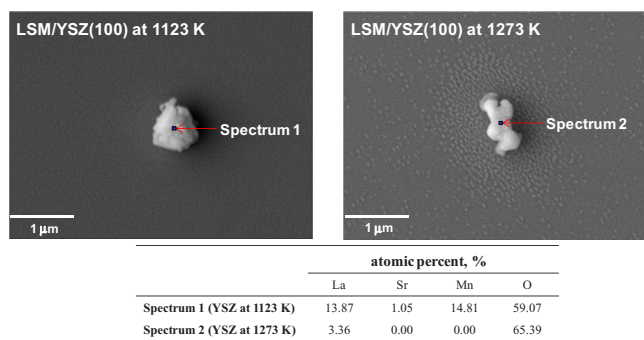 LSM/YSZ(100) at 1123 K
Spectrum 1
1 µm
LSM/YSZ(100) at 1273 K
Spectrum 2
1 µm
atomic percent, %
La Sr Mn O
Spectrum 1 (YSZ at 1123 K) 13.87 1.05 14.81 59.07
Spectrum 2 (YSZ at 1273 K) 3.36 0.00 0.00 65.39